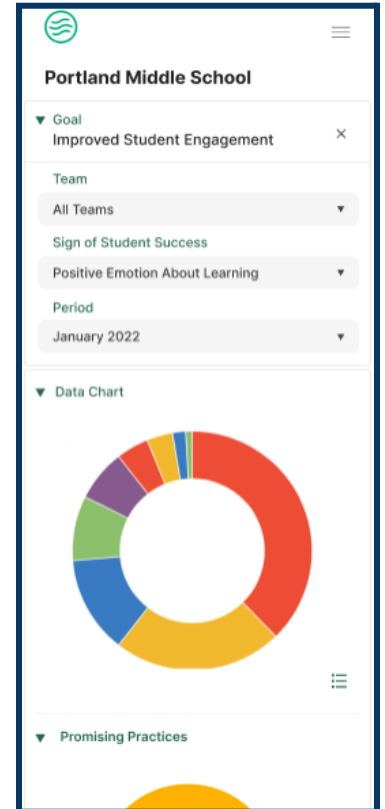 Portland Middle School
Goal
Improved Student Engagement
Team
All Teams
Sign of Student Success
Positive Emotion About Learning
Period
January 2022
Data Chart
Promising Practices